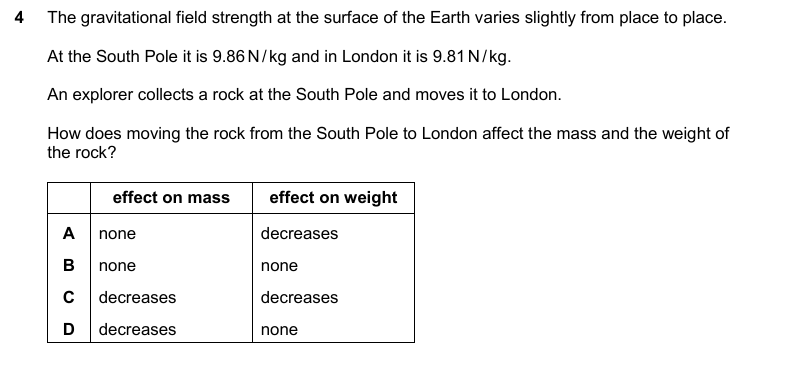 4 The gravitational field strength at the surface of the Earth varies slightly from place to place.
At the South Pole it is 9.86 N/kg and in London it is 9.81 N/kg.
An explorer collects a rock at the South Pole and moves it to London.
How does moving the rock from the South Pole to London affect the mass and the weight of
the rock?
effect on mass effect on weight
A none decreases
B none none
C decreases decreases
D decreases none